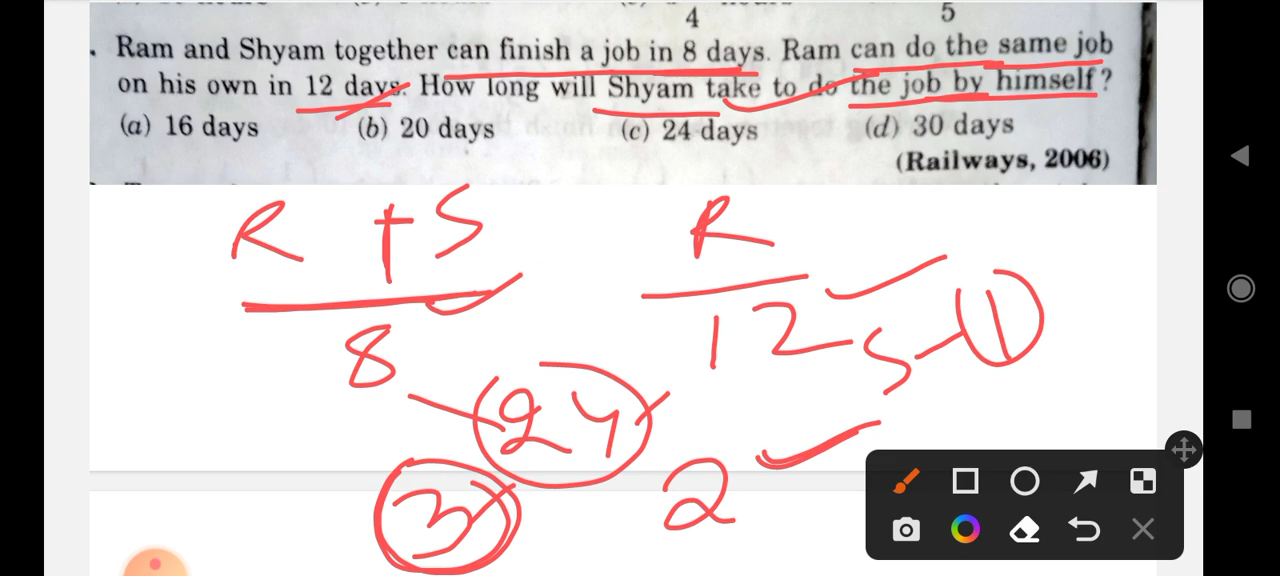 4 5
. Ram and Shyam together can finish a job in 8 days. Ram can do the same job
on his own in 12 days. How long will Shyam take to do the job by himself?
(a) 16 days (b) 20 days (c) 24 days (d) 30 days
(Railways, 2006)
R + S R
8 12 S - 1
24
3 2